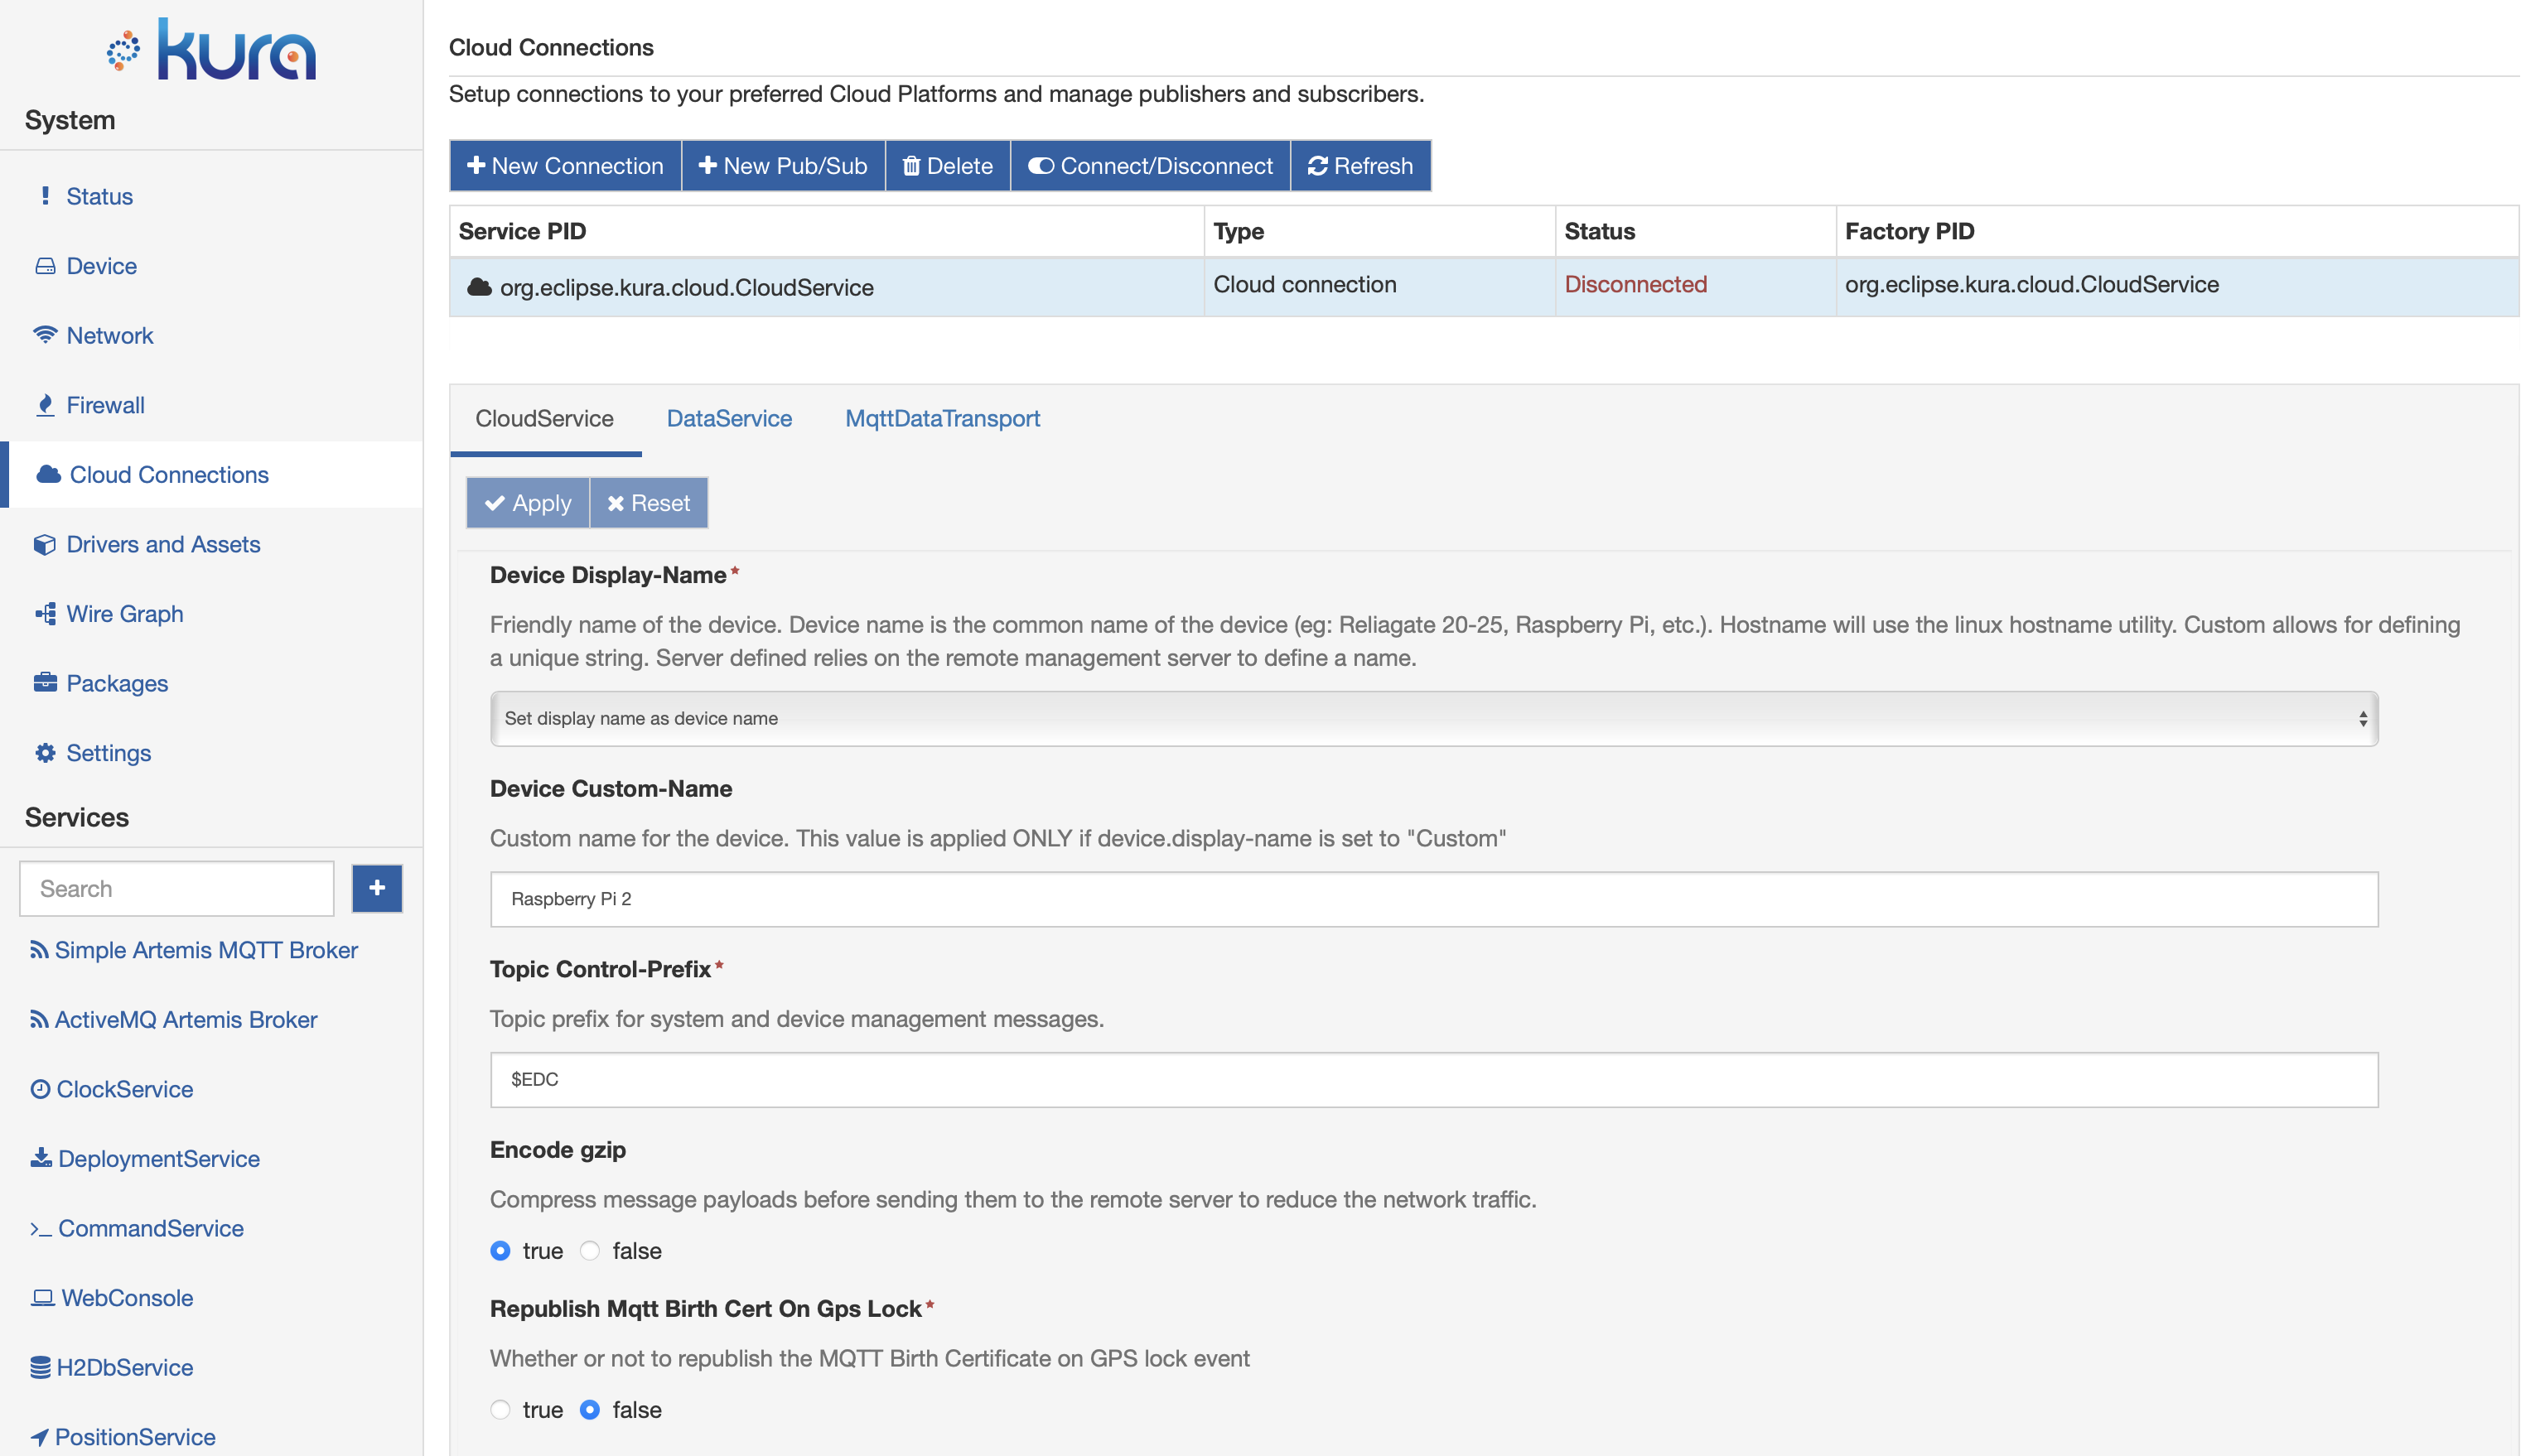 kura
System
Status
Device
Network
Firewall
Cloud Connections
Drivers and Assets
Wire Graph
Packages
Settings
Services
Search
Simple Artemis MQTT Broker
ActiveMQ Artemis Broker
ClockService
DeploymentService
CommandService
WebConsole
H2DbService
PositionService
Cloud Connections
Setup connections to your preferred Cloud Platforms and manage publishers and subscribers.
New Connection New Pub/Sub Delete Connect/Disconnect Refresh
Service PID Type Status Factory PID
org.eclipse.kura.cloud.CloudService Cloud connection Disconnected org.eclipse.kura.cloud.CloudService
CloudService DataService MqttDataTransport
Apply Reset
Device Display-Name*
Friendly name of the device. Device name is the common name of the device (eg: Reliagate 20-25, Raspberry Pi, etc.). Hostname will use the linux hostname utility. Custom allows for defining
a unique string. Server defined relies on the remote management server to define a name.
Set display name as device name
Device Custom-Name
Custom name for the device. This value is applied ONLY if device.display-name is set to "Custom"
Raspberry Pi 2
Topic Control-Prefix*
Topic prefix for system and device management messages.
$EDC
Encode gzip
Compress message payloads before sending them to the remote server to reduce the network traffic.
true false
Republish Mqtt Birth Cert On Gps Lock*
Whether or not to republish the MQTT Birth Certificate on GPS lock event
true false